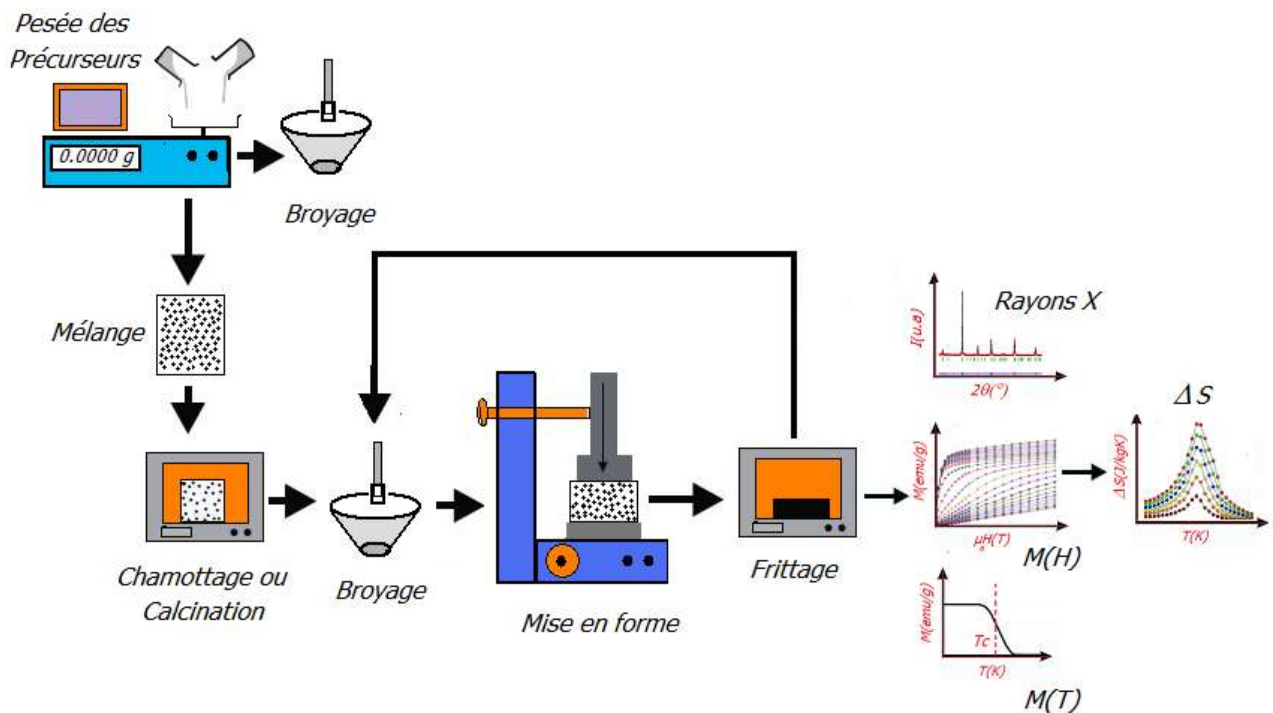 Pesée des
Précurseurs
0.0000 g
Broyage
Mélange
Chamottage ou
Calcination
Broyage
Mise en forme
Frittage
Rayons X
I(u.a)
2θ(°)
M(emu/g)
μ₀H(T)
M(H)
ΔS
ΔS(J/kgK)
T(K)
M(emu/g)
Tc
T(K)
M(T)